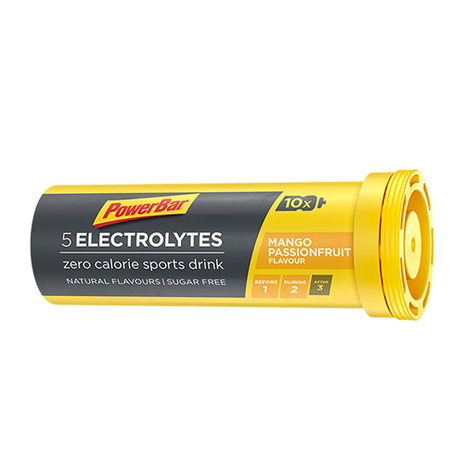 PowerBar
5 ELECTROLYTES
zero calorie sports drink
NATURAL FLAVOURS | SUGAR FREE
10x
MANGO
PASSIONFRUIT
FLAVOUR
BEFORE
1
DURING
2
AFTER
3